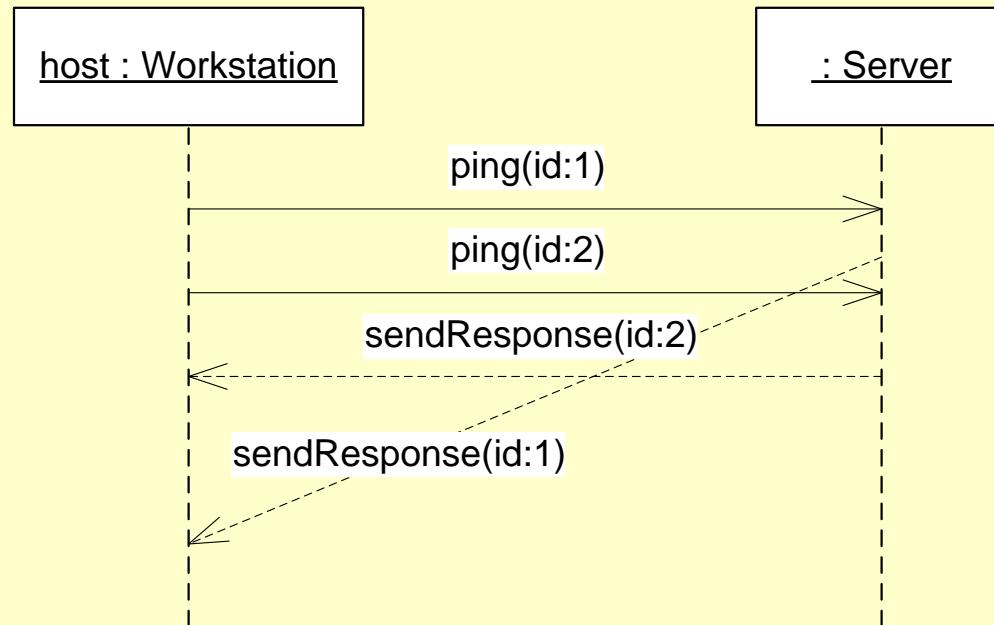 host : Workstation
: Server
ping(id:1)
ping(id:2)
sendResponse(id:2)
sendResponse(id:1)